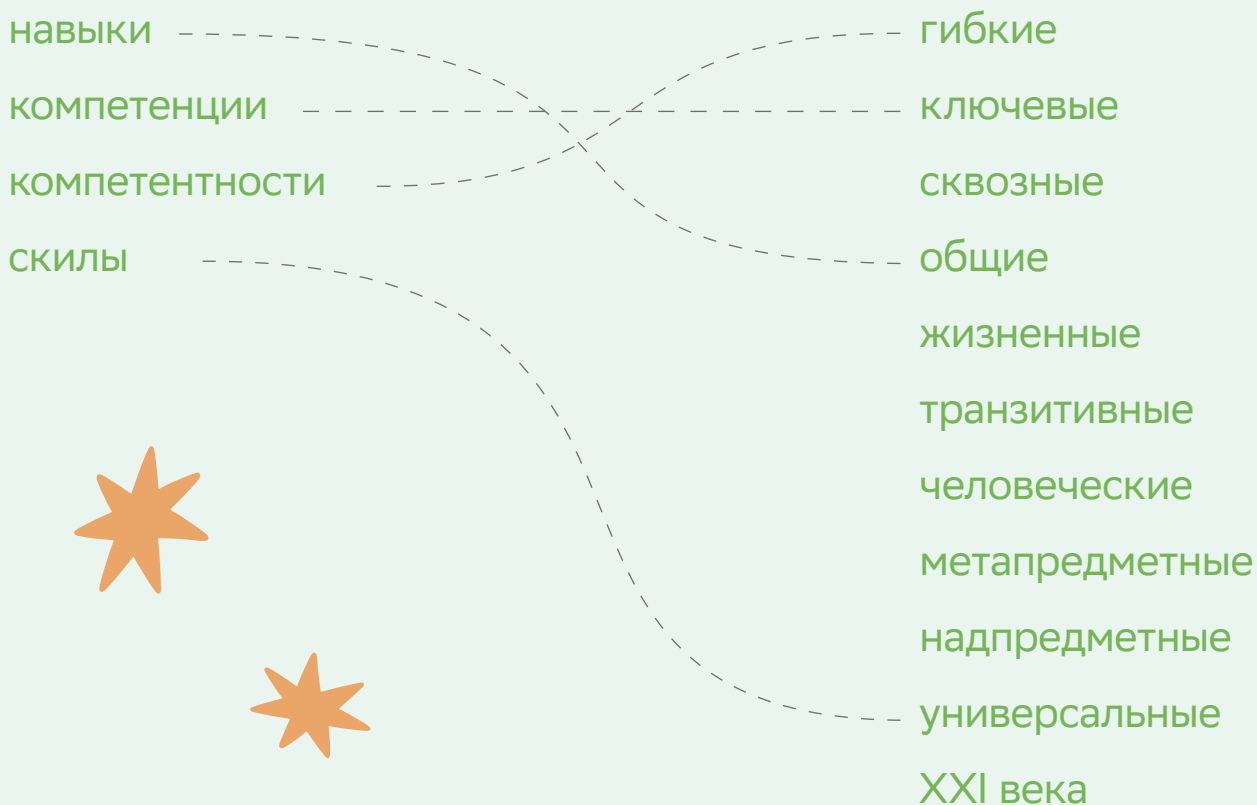 навыки
компетенции
компетентности
скилы
гибкие
ключевые
сквозные
общие
жизненные
транзитивные
человеческие
метапредметные
надпредметные
универсальные
XXI века